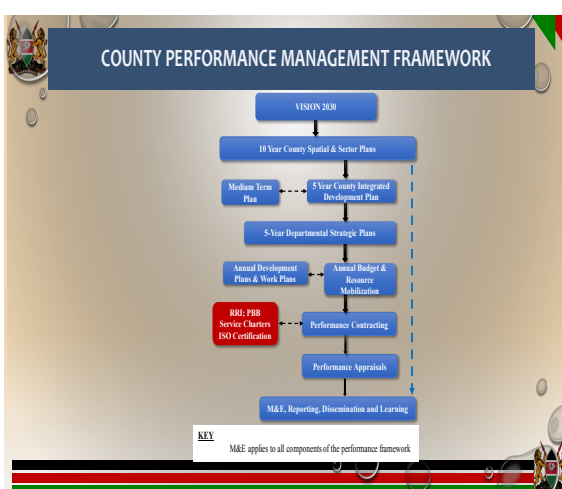 COUNTY PERFORMANCE MANAGEMENT FRAMEWORK
VISION 2030
10 Year County Spatial & Sector Plans
Medium Term
Plan
5 Year County Integrated
Development Plan
5-Year Departmental Strategic Plans
Annual Development
Plans & Work Plans
Annual Budget &
Resource
Mobilization
RRI; PBB
Service Charters
ISO Certification
Performance Contracting
Performance Appraisals
M&E, Reporting, Dissemination and Learning
KEY
M&E applies to all components of the performance framework